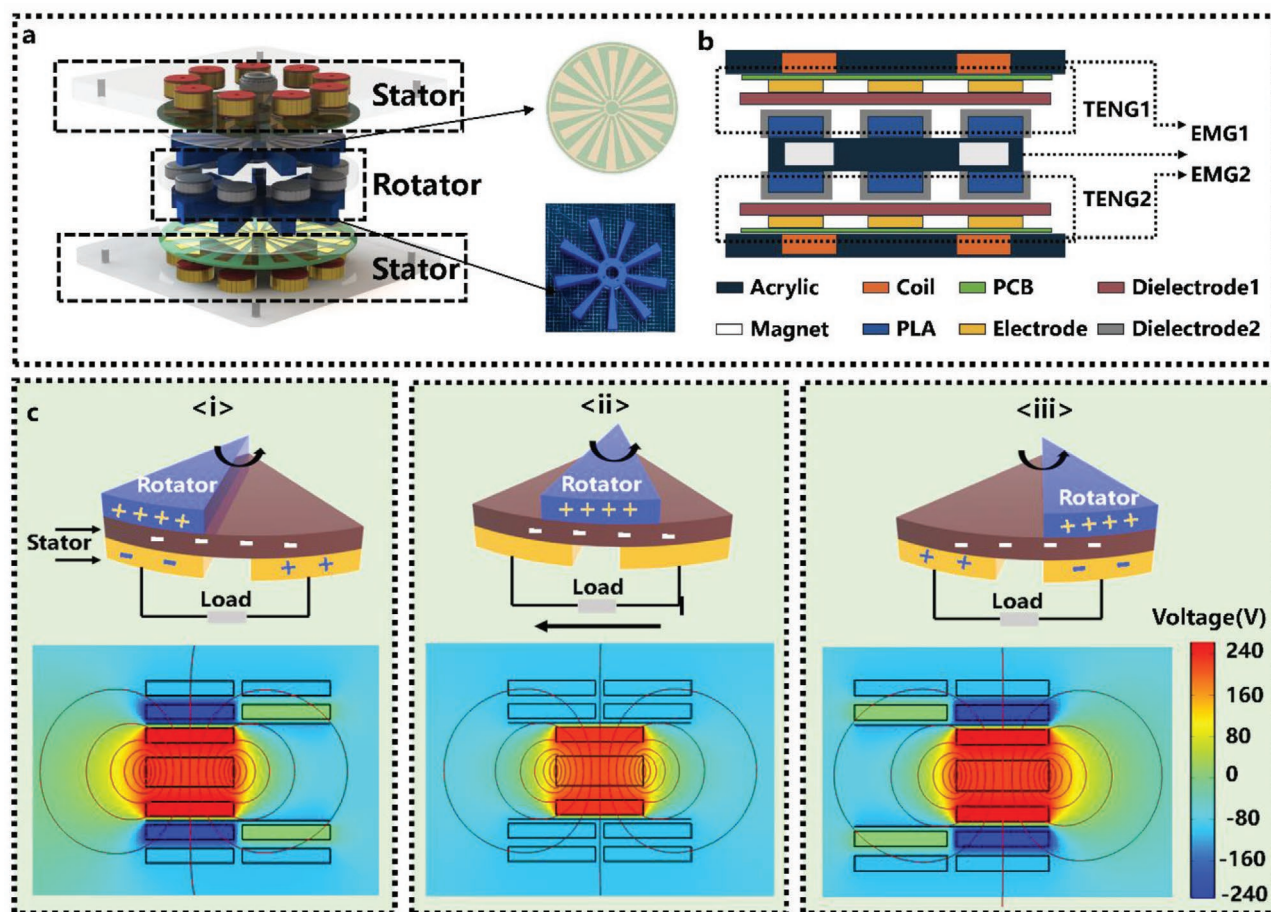 a
Stator
Rotator
Stator
b
TENG1
EMG1
EMG2
TENG2
Acrylic
Coil
PCB
Dielectrode1
Magnet
PLA
Electrode
Dielectrode2
c
<i>
Rotator
+ + + +
- - - -
Stator
- -
+ +
Load
<ii>
Rotator
+ + + +
- - - -
Load
<iii>
Rotator
+ + + +
- - - -
+ +
- -
Load
Voltage(V)
240
160
80
0
-80
-160
-240